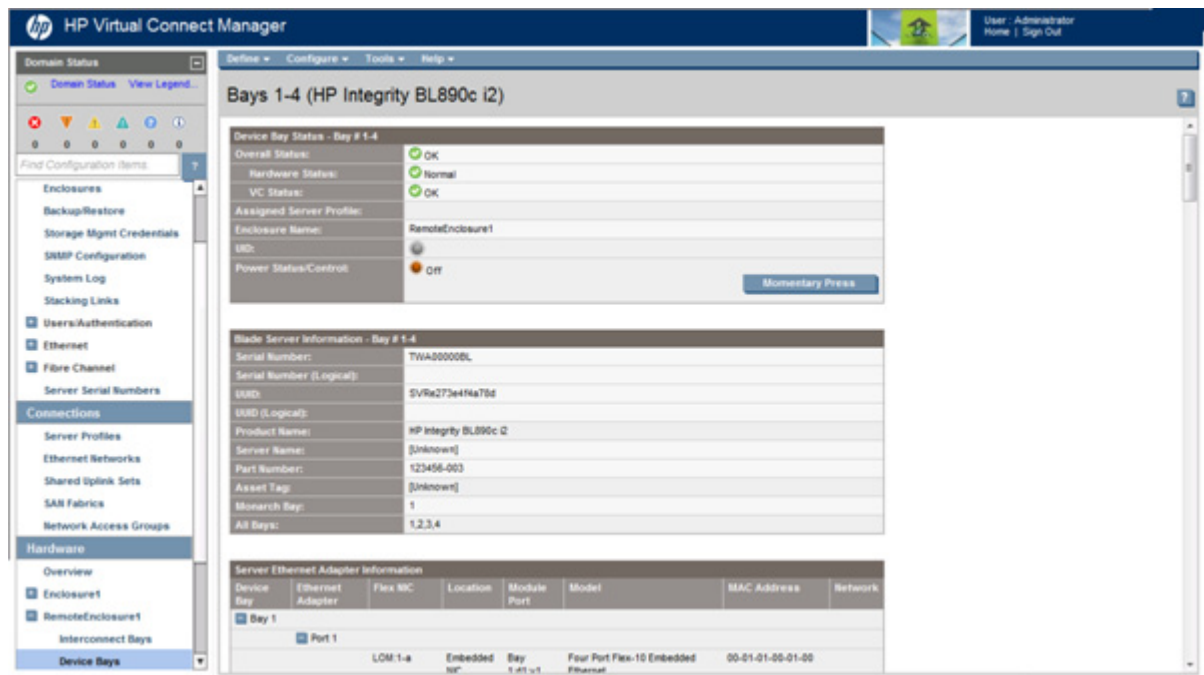 hp HP Virtual Connect Manager
User : Administrator
Home | Sign Out
Domain Status
Domain Status View Legend...
0 0 0 0 0 0
Find Configuration Items. ?
Enclosures
Backup/Restore
Storage Mgmt Credentials
SNMP Configuration
System Log
Stacking Links
Users/Authentication
Ethernet
Fibre Channel
Server Serial Numbers
Connections
Server Profiles
Ethernet Networks
Shared Uplink Sets
SAN Fabrics
Network Access Groups
Hardware
Overview
Enclosure1
RemoteEnclosure1
Interconnect Bays
Device Bays
Define Configure Tools Help
Bays 1-4 (HP Integrity BL890c i2) ?
Device Bay Status - Bay # 1-4
Overall Status: OK
Hardware Status: Normal
VC Status: OK
Assigned Server Profile:
Enclosure Name: RemoteEnclosure1
UID:
Power Status/Control: Off
Momentary Press
Blade Server Information - Bay # 1-4
Serial Number: TWA00000BL
Serial Number (Logical):
UUID: SVRe273e4f4a78d
UUID (Logical):
Product Name: HP Integrity BL890c i2
Server Name: [Unknown]
Part Number: 123456-003
Asset Tag: [Unknown]
Monarch Bay: 1
All Bays: 1,2,3,4
Server Ethernet Adapter Information
Device Bay Ethernet Adapter Flex NIC Location Module Port Model MAC Address Network
Bay 1
Port 1
LOM:1-a Embedded NIC Bay 1:d1:v1 Four Port Flex-10 Embedded Ethernet 00-01-01-00-01-00